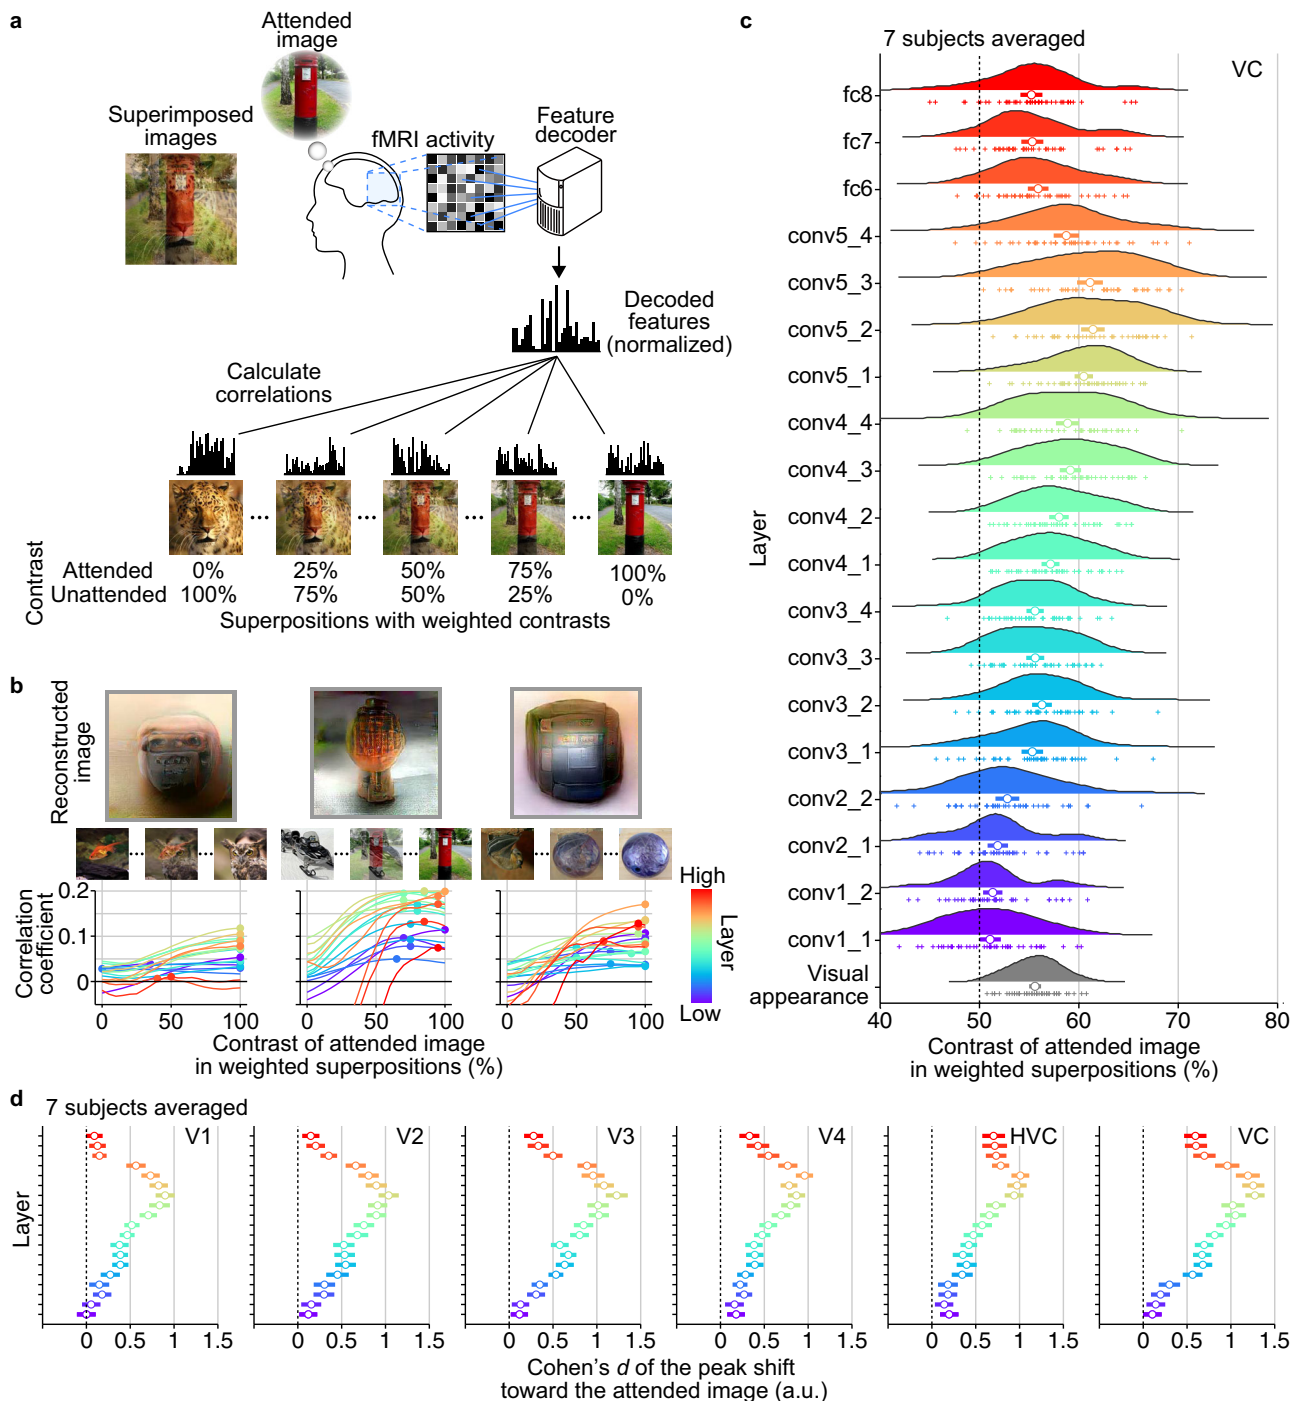 a
Attended
image
Superimposed
images
fMRI activity
Feature
decoder
Decoded
features
(normalized)
Calculate
correlations
Contrast
Attended 0% 25% 50% 75% 100%
Unattended 100% 75% 50% 25% 0%
Superpositions with weighted contrasts
b
Reconstructed
image
High
Layer
Low
Correlation
coefficient
0.2
0.1
0
0 50 100 0 50 100 0 50 100
Contrast of attended image
in weighted superpositions (%)
c
7 subjects averaged
VC
Layer
fc8
fc7
fc6
conv5_4
conv5_3
conv5_2
conv5_1
conv4_4
conv4_3
conv4_2
conv4_1
conv3_4
conv3_3
conv3_2
conv3_1
conv2_2
conv2_1
conv1_2
conv1_1
Visual
appearance
40 50 60 70 80
Contrast of attended image
in weighted superpositions (%)
d
7 subjects averaged
V1 V2 V3 V4 HVC VC
Layer
0 0.5 1 1.5 0 0.5 1 1.5 0 0.5 1 1.5 0 0.5 1 1.5 0 0.5 1 1.5 0 0.5 1 1.5
Cohen's d of the peak shift
toward the attended image (a.u.)